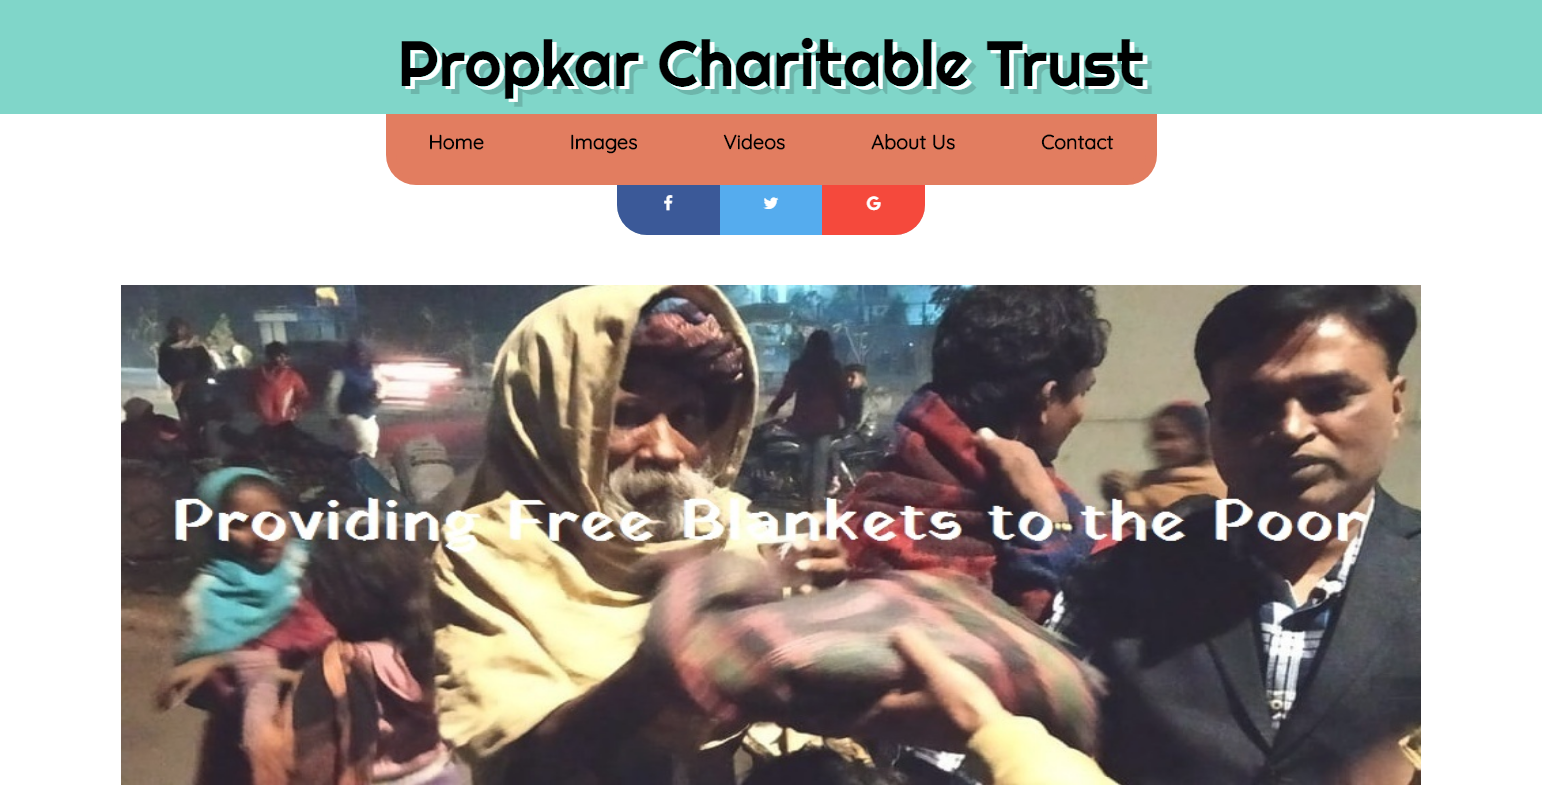 Propkar Charitable Trust
Home Images Videos About Us Contact
Providing Free Blankets to the Poor